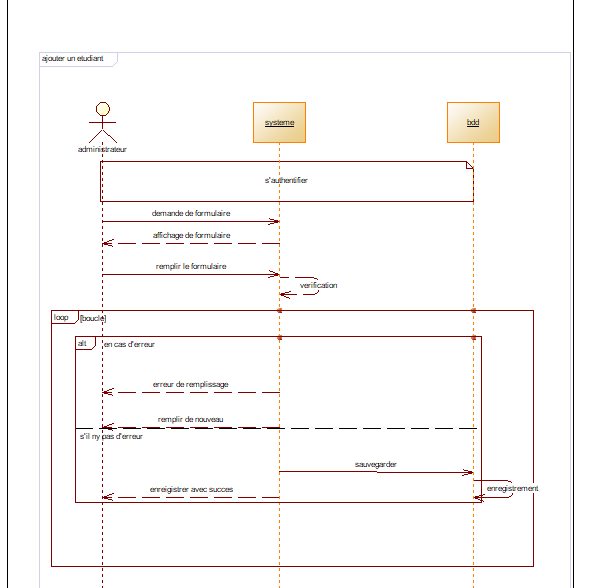 ajouter un etudiant
systeme
bdd
administrateur
s'authentifier
demande de formulaire
affichage de formulaire
remplir le formulaire
verification
loop
[boucle]
alt
en cas d'erreur
erreur de remplissage
remplir de nouveau
s'il ny pas d'erreur
sauvegarder
enregistrement
enreigistrer avec succes